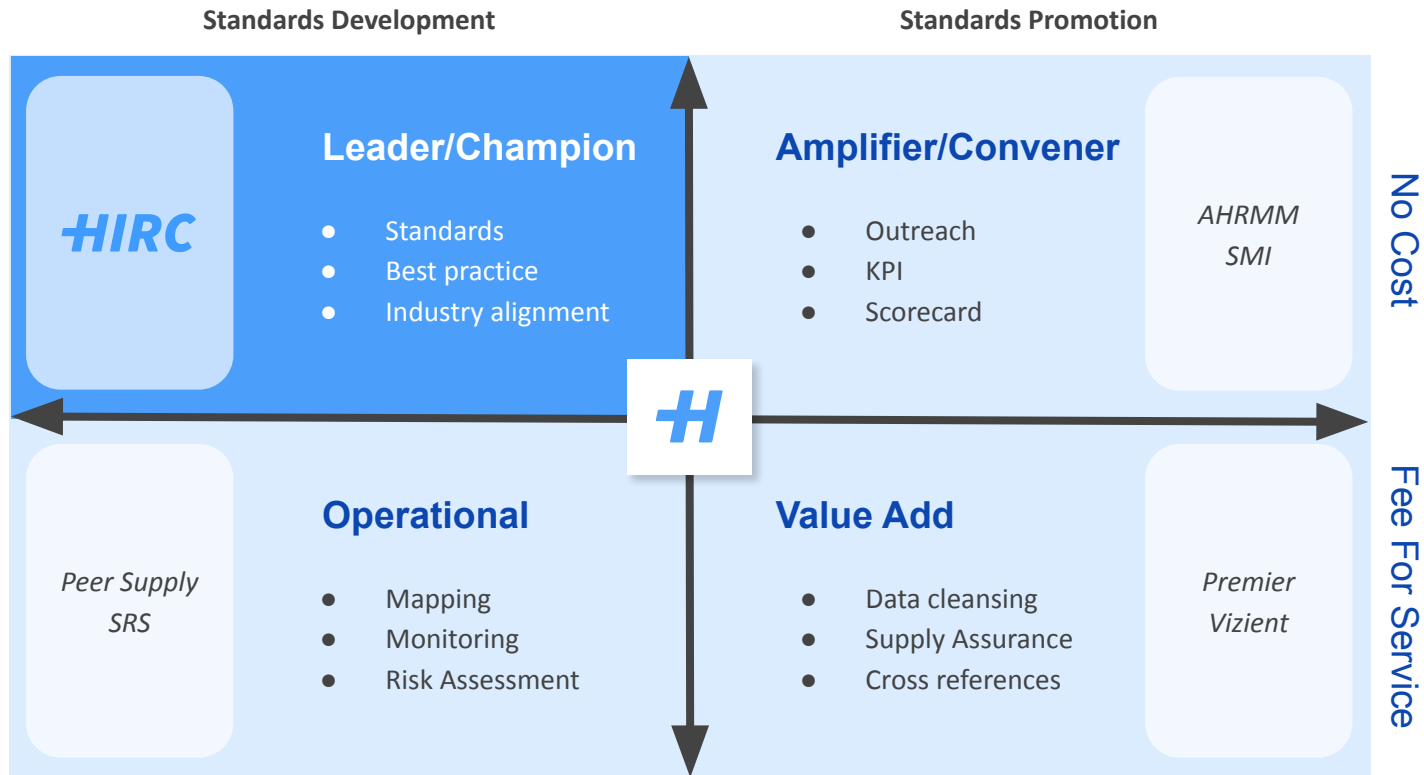 Standards Development
Standards Promotion
HIRC
Leader/Champion
● Standards
● Best practice
● Industry alignment
Amplifier/Convener
● Outreach
● KPI
● Scorecard
AHRMM
SMI
No Cost
H
Peer Supply
SRS
Operational
● Mapping
● Monitoring
● Risk Assessment
Value Add
● Data cleansing
● Supply Assurance
● Cross references
Premier
Vizient
Fee For Service